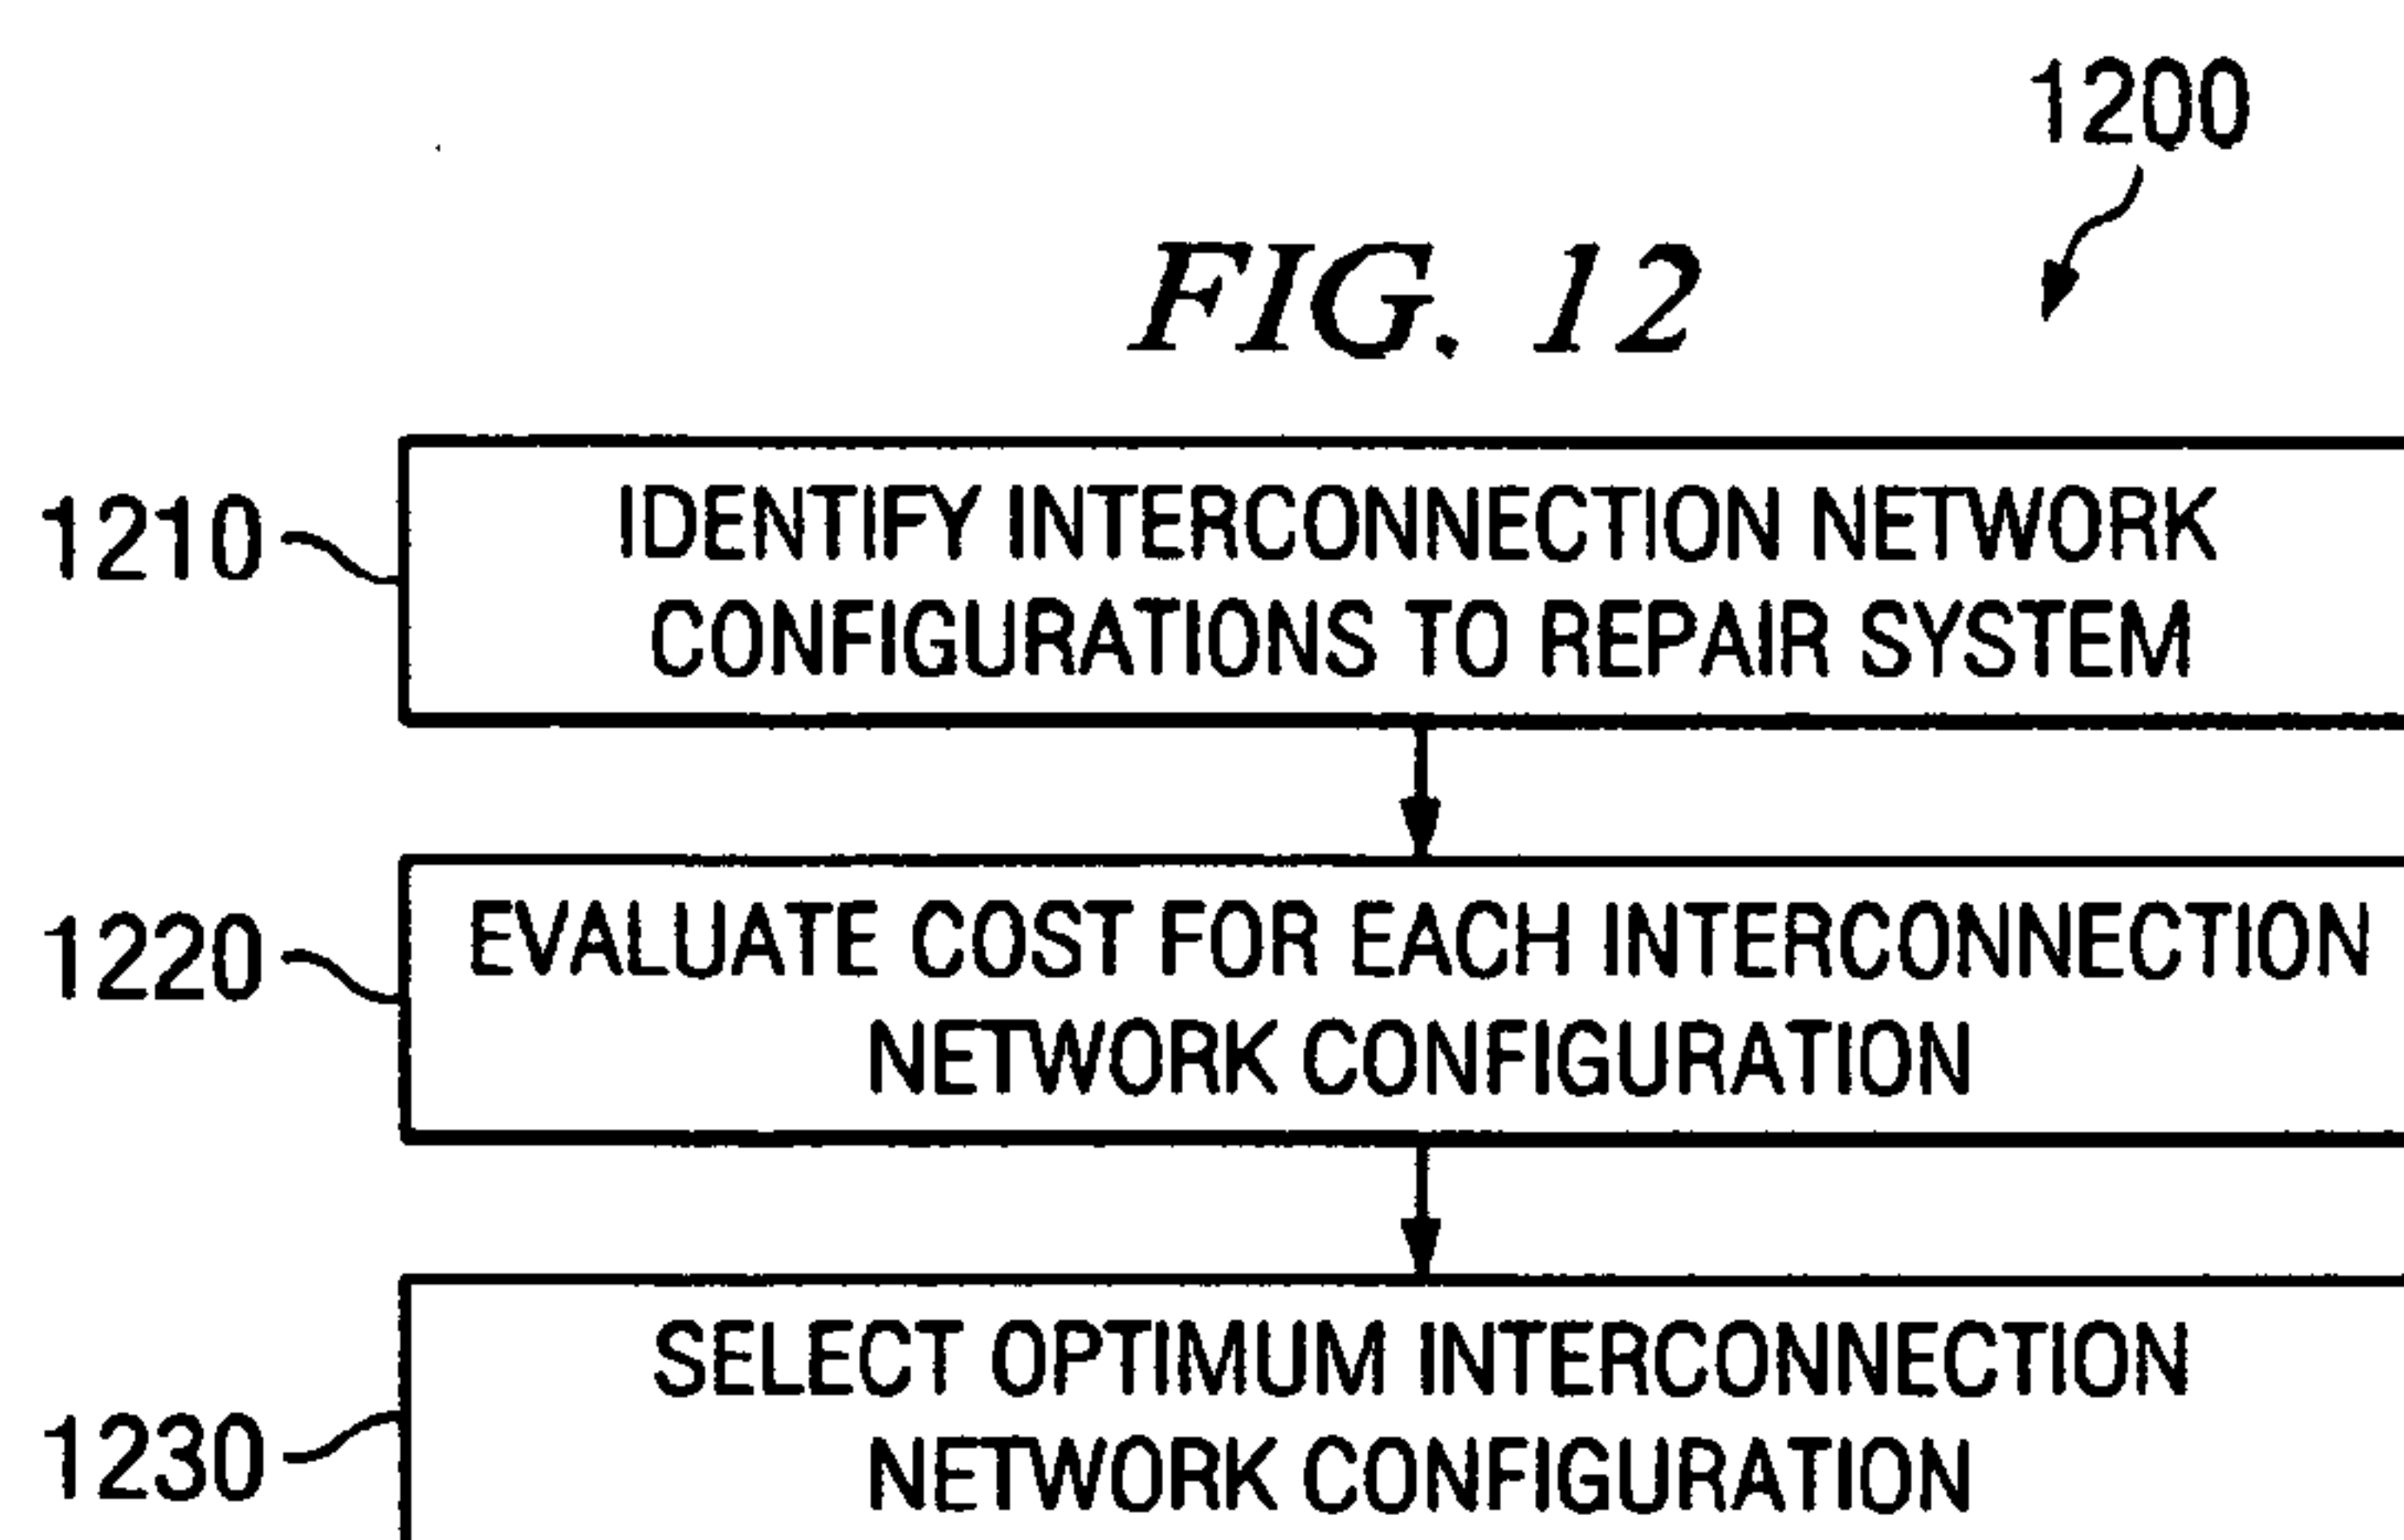 1200
FIG. 12
1210
IDENTIFY INTERCONNECTION NETWORK
CONFIGURATIONS TO REPAIR SYSTEM
1220
EVALUATE COST FOR EACH INTERCONNECTION
NETWORK CONFIGURATION
1230
SELECT OPTIMUM INTERCONNECTION
NETWORK CONFIGURATION